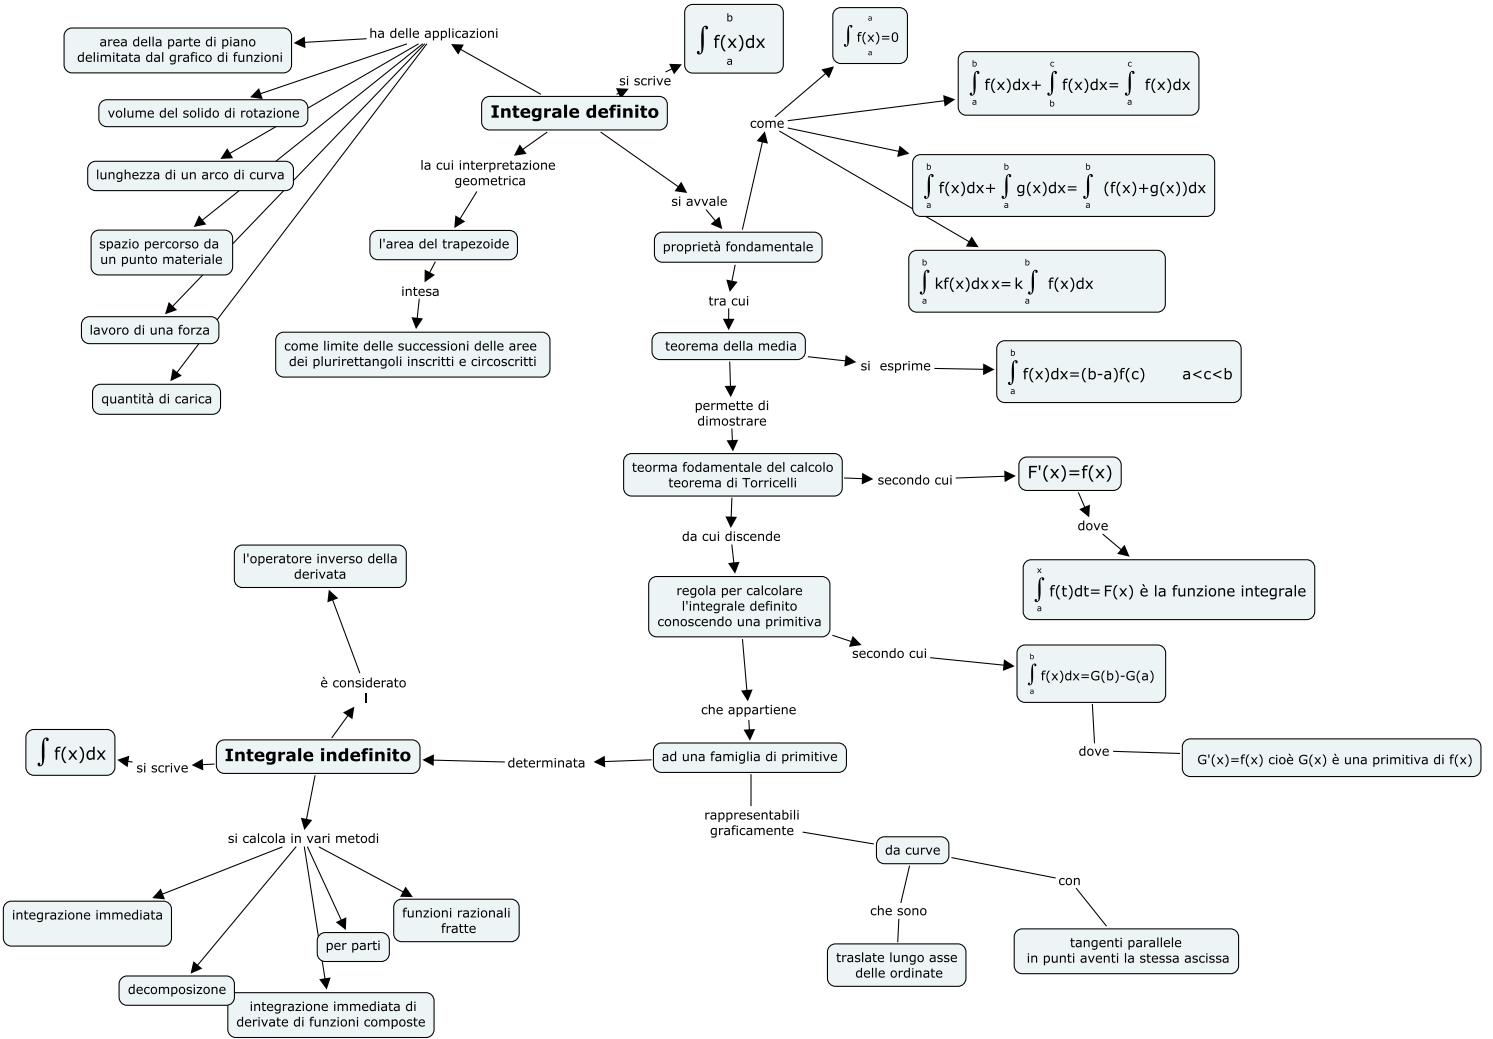 ha delle applicazioni
area della parte di piano
delimitata dal grafico di funzioni
volume del solido di rotazione
lunghezza di un arco di curva
spazio percorso da
un punto materiale
lavoro di una forza
quantità di carica
Integrale definito
si scrive
b
∫ f(x)dx
a
la cui interpretazione
geometrica
l'area del trapezoide
intesa
come limite delle successioni delle aree
dei plurirettangoli inscritti e circoscritti
si avvale
proprietà fondamentale
come
a
∫ f(x)=0
a
b c c
∫ f(x)dx+ ∫ f(x)dx= ∫ f(x)dx
a b a
b b b
∫ f(x)dx+ ∫ g(x)dx= ∫ (f(x)+g(x))dx
a a a
b b
∫ kf(x)dx x= k ∫ f(x)dx
a a
tra cui
teorema della media
si esprime
b
∫ f(x)dx=(b-a)f(c) a<c<b
a
permette di
dimostrare
teorma fodamentale del calcolo
teorema di Torricelli
secondo cui
F'(x)=f(x)
dove
x
∫ f(t)dt= F(x) è la funzione integrale
a
da cui discende
regola per calcolare
l'integrale definito
conoscendo una primitiva
secondo cui
b
∫ f(x)dx=G(b)-G(a)
a
dove
G'(x)=f(x) cioè G(x) è una primitiva di f(x)
che appartiene
ad una famiglia di primitive
determinata
Integrale indefinito
è considerato
l
l'operatore inverso della
derivata
si scrive
∫ f(x)dx
si calcola in vari metodi
integrazione immediata
decomposizone
integrazione immediata di
derivate di funzioni composte
per parti
funzioni razionali
fratte
rappresentabili
graficamente
da curve
che sono
traslate lungo asse
delle ordinate
con
tangenti parallele
in punti aventi la stessa ascissa